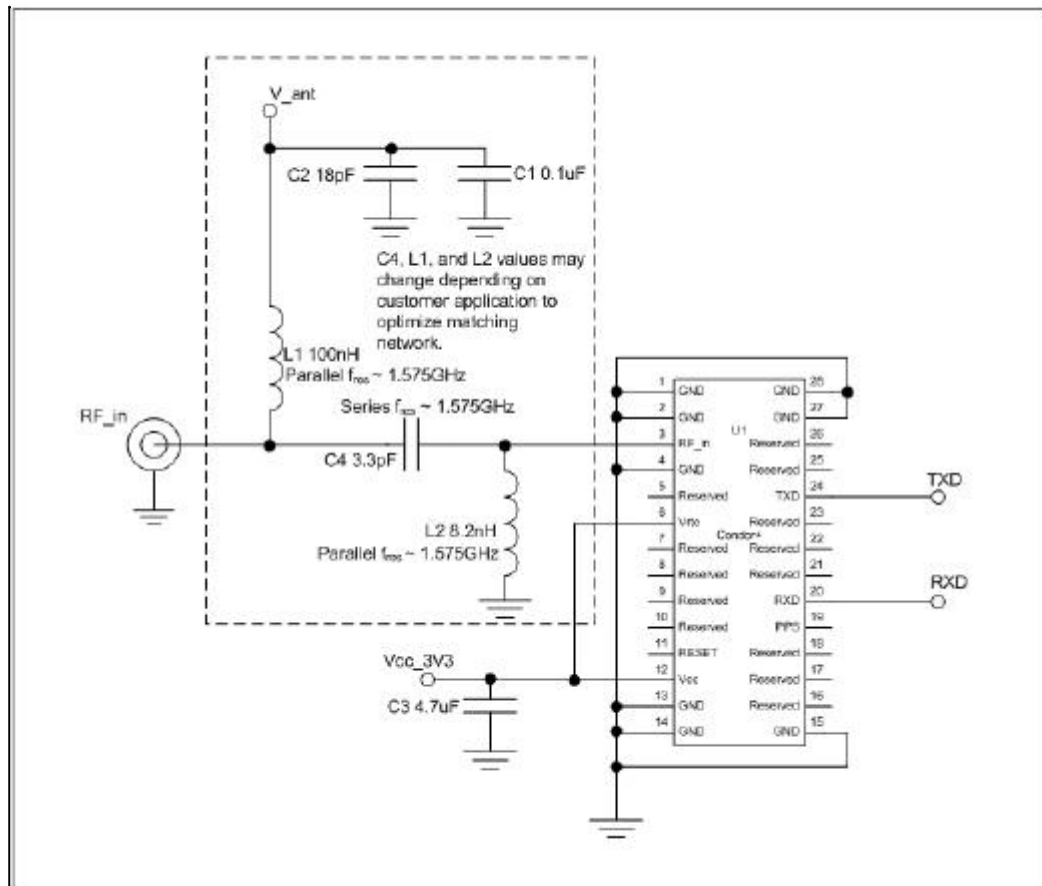 V_ant
C2 18pF
C1 0.1uF
C4, L1, and L2 values may
change depending on
customer application to
optimize matching
network.
L1 100nH
Parallel fres ~ 1.575GHz
Series fres ~ 1.575GHz
RF_in
C4 3.3pF
L2 8.2nH
Parallel fres ~ 1.575GHz
Vcc_3V3
C3 4.7uF
U1
Condor+
1 GND
2 GND
3 RF_in
4 GND
5 Reserved
6 Vrtc
7 Reserved
8 Reserved
9 Reserved
10 Reserved
11 RESET
12 Vcc
13 GND
14 GND
GND 28
GND 27
Reserved 26
Reserved 25
TXD 24
Reserved 23
Reserved 22
Reserved 21
RXD 20
PPS 19
Reserved 18
Reserved 17
Reserved 16
GND 15
TXD
RXD